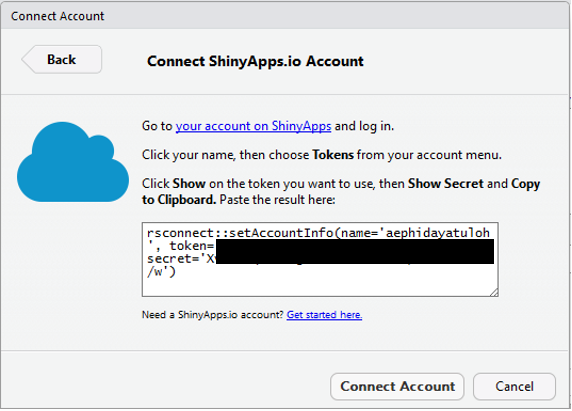 Connect Account
Back
Connect ShinyApps.io Account
Go to your account on ShinyApps and log in.
Click your name, then choose Tokens from your account menu.
Click Show on the token you want to use, then Show Secret and Copy
to Clipboard. Paste the result here:
rsconnect::setAccountInfo(name='aephidayatuloh
', token=
secret='X
/w')
Need a ShinyApps.io account? Get started here.
Connect Account
Cancel